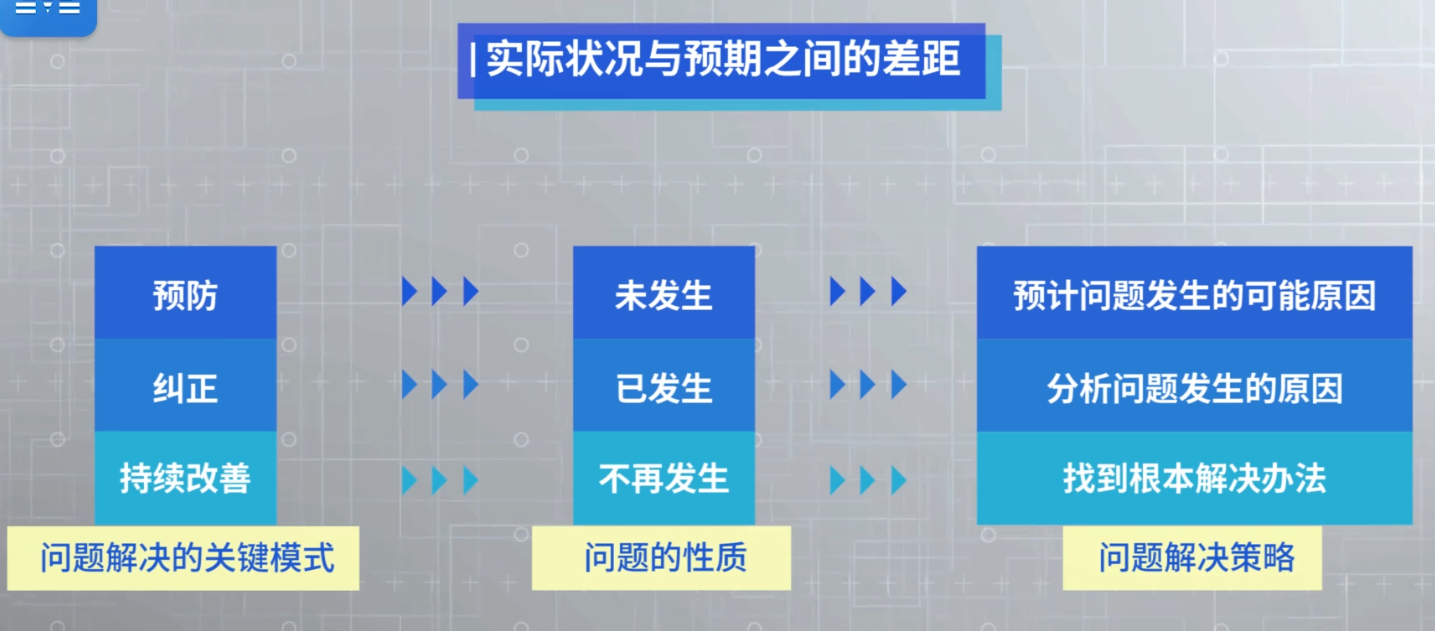 实际状况与预期之间的差距
预防
未发生
预计问题发生的可能原因
纠正
已发生
分析问题发生的原因
持续改善
不再发生
找到根本解决办法
问题解决的关键模式
问题的性质
问题解决策略